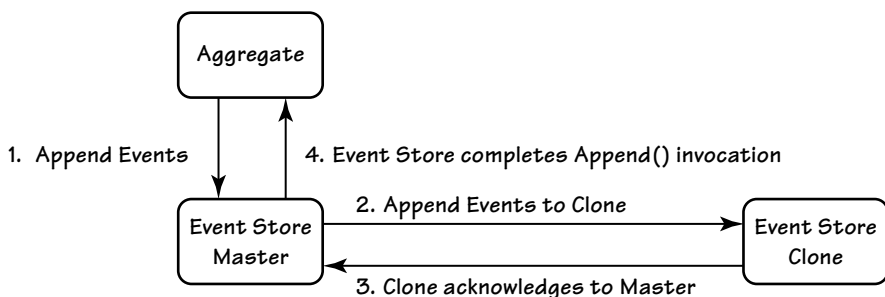 Aggregate
1. Append Events
4. Event Store completes Append() invocation
2. Append Events to Clone
Event Store
Master
Event Store
Clone
3. Clone acknowledges to Master